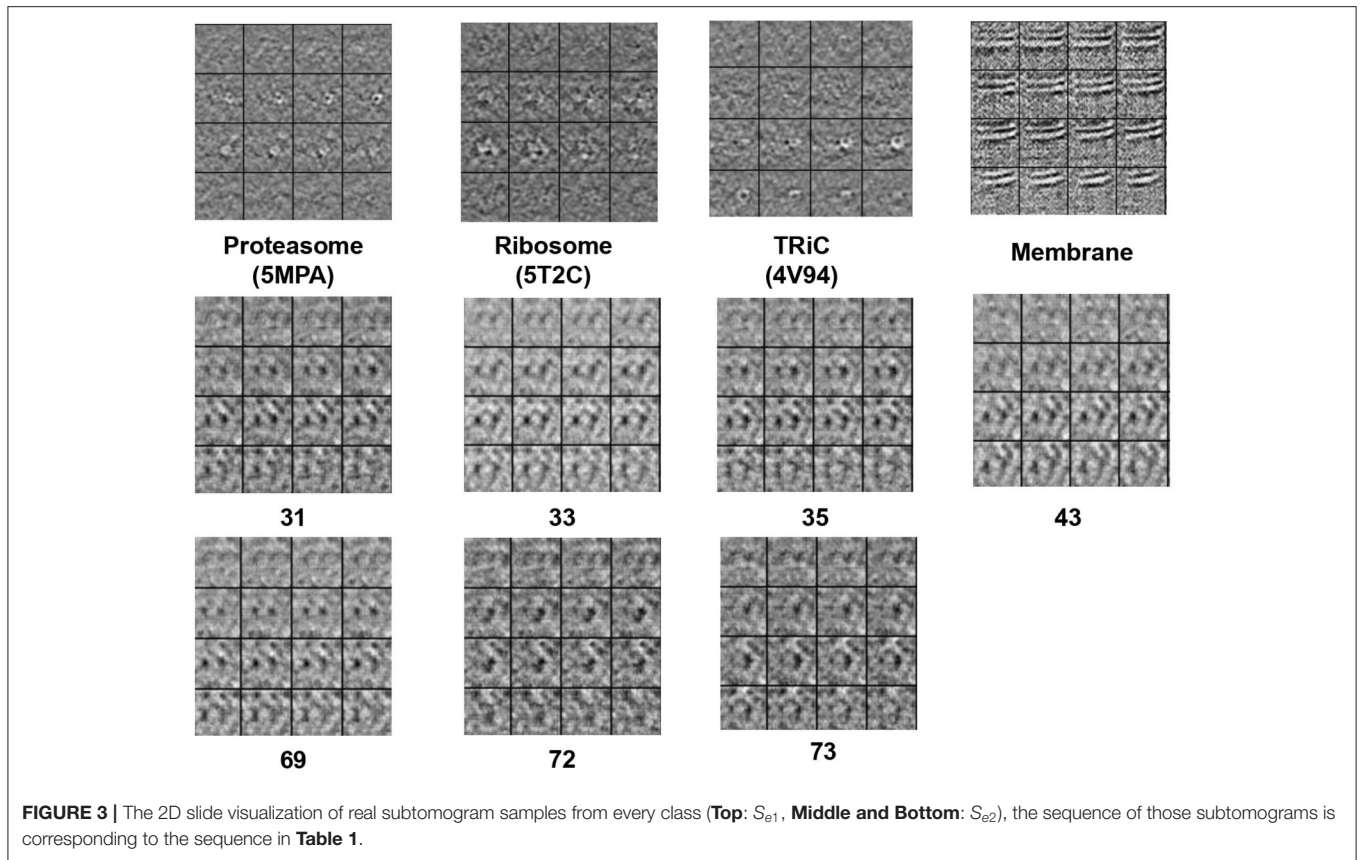 Proteasome
(5MPA)
Ribosome
(5T2C)
TRiC
(4V94)
Membrane
31
33
35
43
69
72
73
FIGURE 3 | The 2D slide visualization of real subtomogram samples from every class (Top: Se1, Middle and Bottom: Se2), the sequence of those subtomograms is
corresponding to the sequence in Table 1.